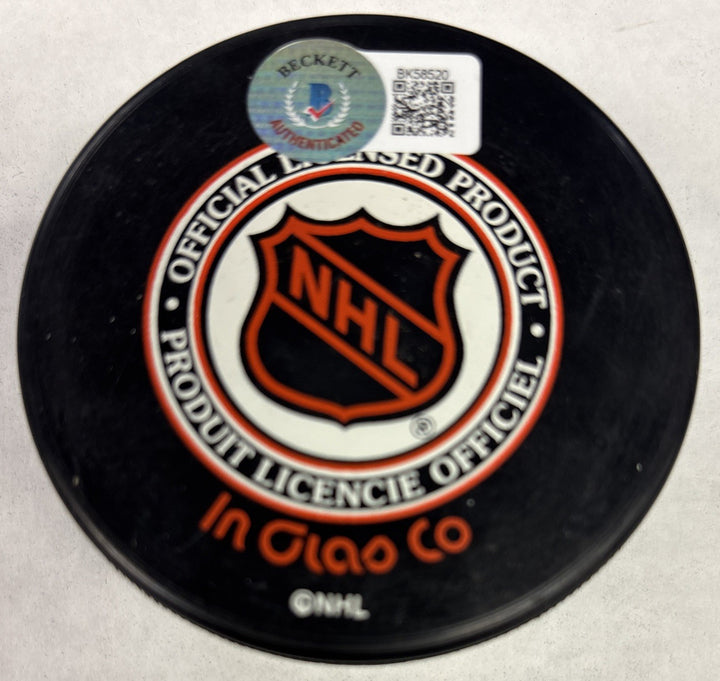 BECKETT
AUTHENTICATED
BK58520
OFFICIAL LICENSED PRODUCT
NHL
PRODUIT LICENCIE OFFICIEL
®
In Glas Co
©NHL